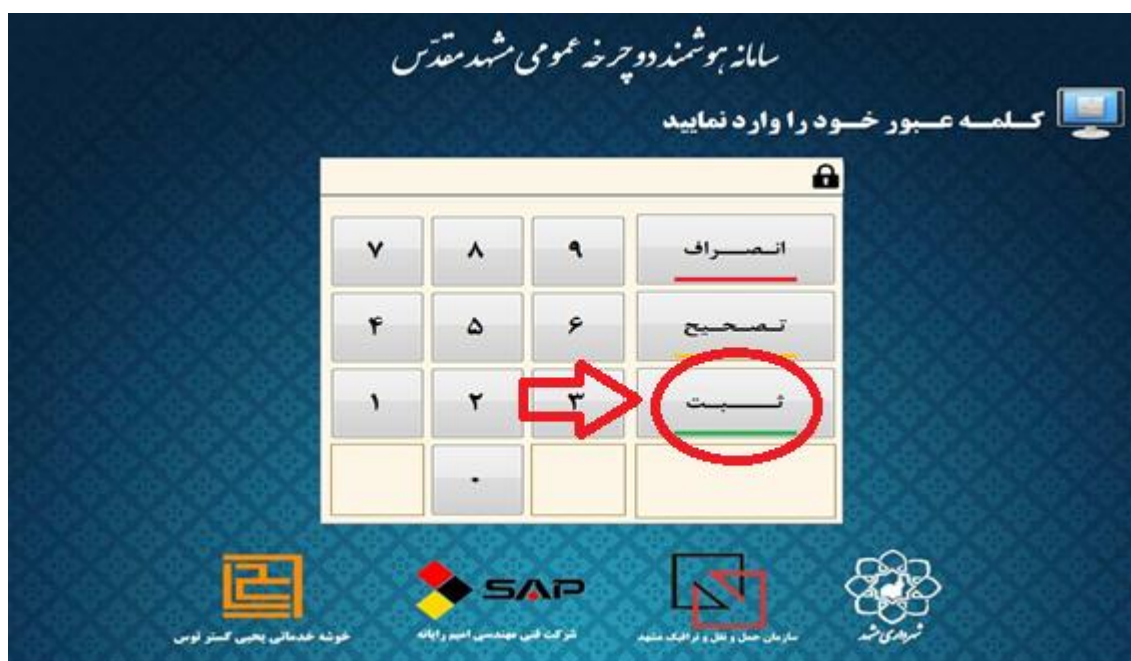 سامانه هوشمند دوچرخه عمومی مشهد مقدّس
کلمه عبور خود را وارد نمایید
۷ ۸ ۹ انصراف
۴ ۵ ۶ تصحیح
۱ ۲ ۳ ثبت
۰
SAP
شهرداری مشهد
سازمان حمل و نقل و ترافیک مشهد
شرکت فنی مهندسی امیم رایانه
خوشه خدماتی یحیی گستر توس